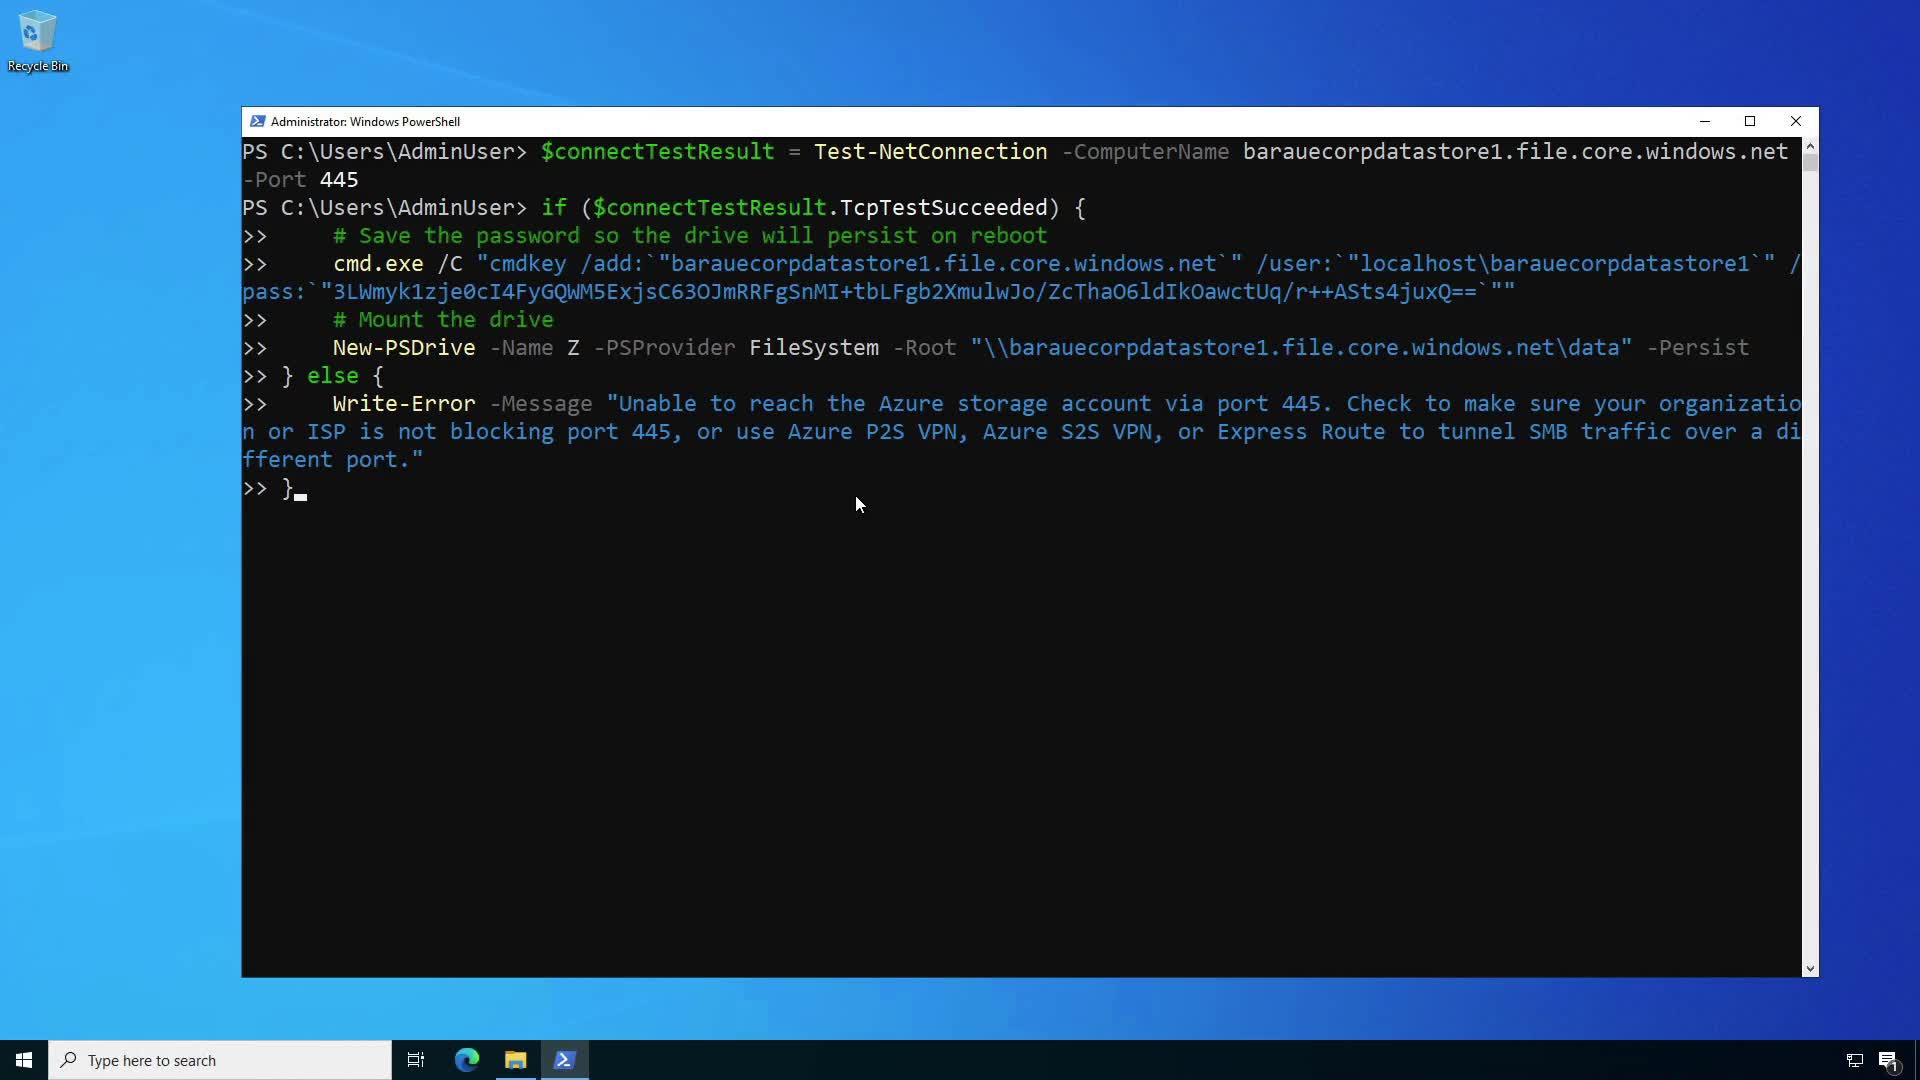 Recycle Bin
Administrator: Windows PowerShell
PS C:\Users\AdminUser> $connectTestResult = Test-NetConnection -ComputerName barauecorpdatastore1.file.core.windows.net
-Port 445
PS C:\Users\AdminUser> if ($connectTestResult.TcpTestSucceeded) {
>>     # Save the password so the drive will persist on reboot
>>     cmd.exe /C "cmdkey /add:`"barauecorpdatastore1.file.core.windows.net`" /user:`"localhost\barauecorpdatastore1`" /
pass:`"3LWmyk1zje0cI4FyGQWM5ExjsC63OJmRRFgSnMI+tbLFgb2XmulwJo/ZcThaO6ldIkOawctUq/r++ASts4juxQ==`""
>>     # Mount the drive
>>     New-PSDrive -Name Z -PSProvider FileSystem -Root "\\barauecorpdatastore1.file.core.windows.net\data" -Persist
>> } else {
>>     Write-Error -Message "Unable to reach the Azure storage account via port 445. Check to make sure your organizatio
n or ISP is not blocking port 445, or use Azure P2S VPN, Azure S2S VPN, or Express Route to tunnel SMB traffic over a di
fferent port."
>> }
Type here to search
1